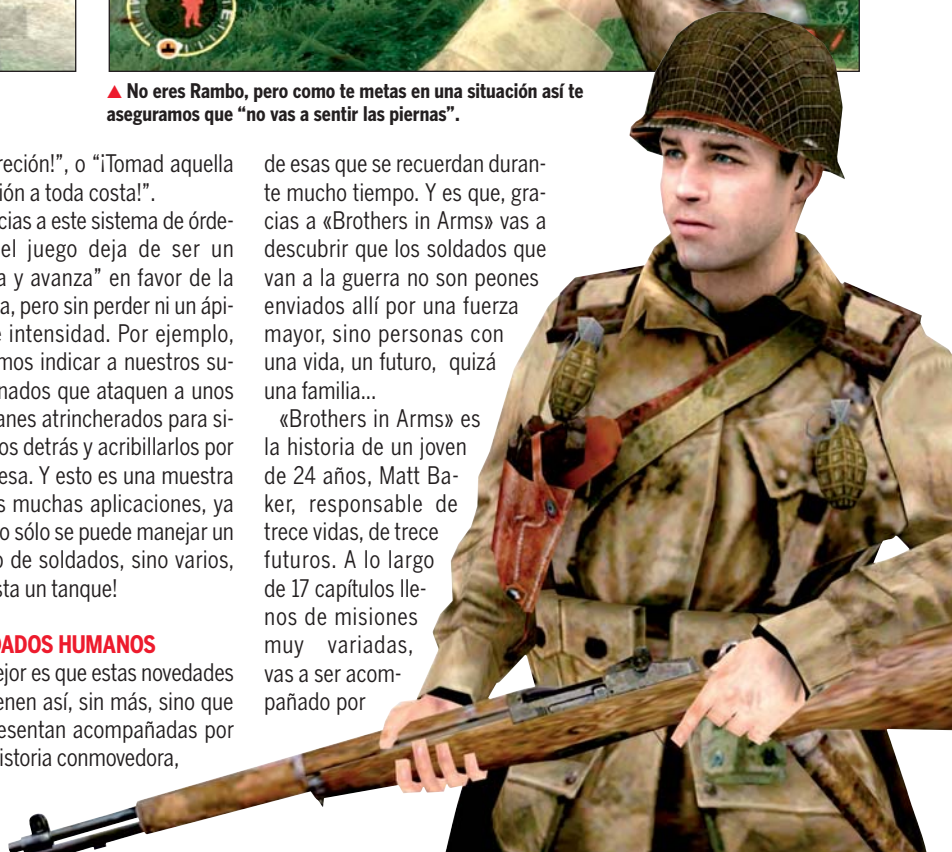 ▲ No eres Rambo, pero como te metas en una situación así te
aseguramos que “no vas a sentir las piernas”.
reción!”, o “¡Tomad aquella
ión a toda costa!”.
cias a este sistema de órde-
el juego deja de ser un
a y avanza” en favor de la
a, pero sin perder ni un ápi-
e intensidad. Por ejemplo,
mos indicar a nuestros su-
nados que ataquen a unos
anes atrincherados para si-
os detrás y acribillarlos por
esa. Y esto es una muestra
s muchas aplicaciones, ya
o sólo se puede manejar un
o de soldados, sino varios,
sta un tanque!
DADOS HUMANOS
ejor es que estas novedades
enen así, sin más, sino que
esentan acompañadas por
istoria conmovedora,
de esas que se recuerdan duran-
te mucho tiempo. Y es que, gra-
cias a «Brothers in Arms» vas a
descubrir que los soldados que
van a la guerra no son peones
enviados allí por una fuerza
mayor, sino personas con
una vida, un futuro, quizá
una familia...
«Brothers in Arms» es
la historia de un joven
de 24 años, Matt Ba-
ker, responsable de
trece vidas, de trece
futuros. A lo largo
de 17 capítulos lle-
nos de misiones
muy variadas,
vas a ser acom-
pañado por